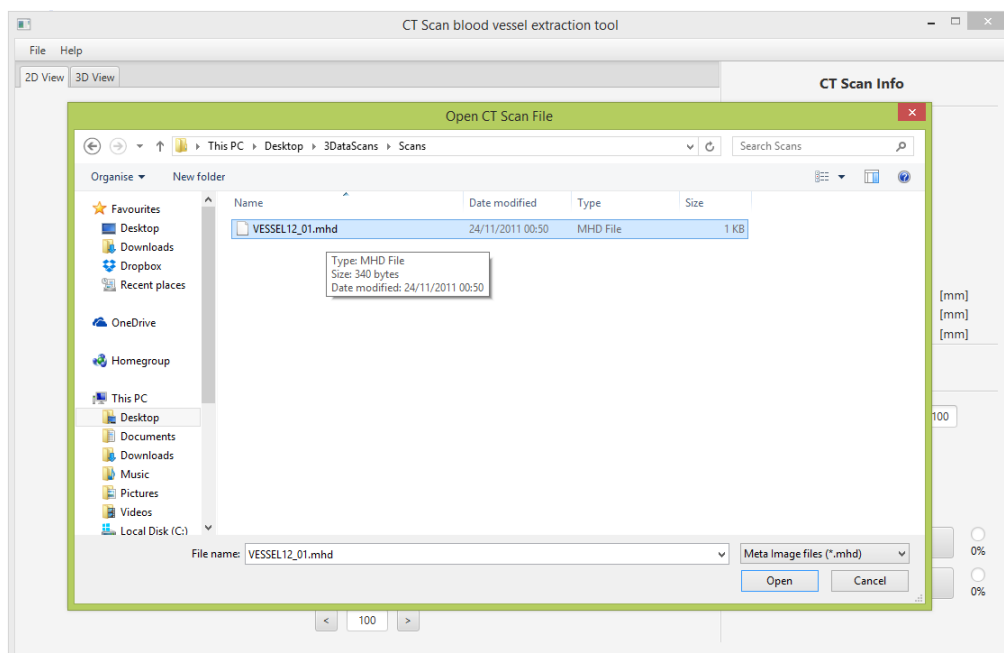 CT Scan blood vessel extraction tool
File Help
2D View 3D View
CT Scan Info
Open CT Scan File
This PC Desktop 3DataScans Scans
Search Scans
Organise New folder
Name Date modified Type Size
VESSEL12_01.mhd 24/11/2011 00:50 MHD File 1 KB
Type: MHD File
Size: 340 bytes
Date modified: 24/11/2011 00:50
Favourites
Desktop
Downloads
Dropbox
Recent places
OneDrive
Homegroup
This PC
Desktop
Documents
Downloads
Music
Pictures
Videos
Local Disk (C:)
[mm]
[mm]
[mm]
100
File name: VESSEL12_01.mhd
Meta Image files (*.mhd)
Open Cancel
0%
0%
< 100 >